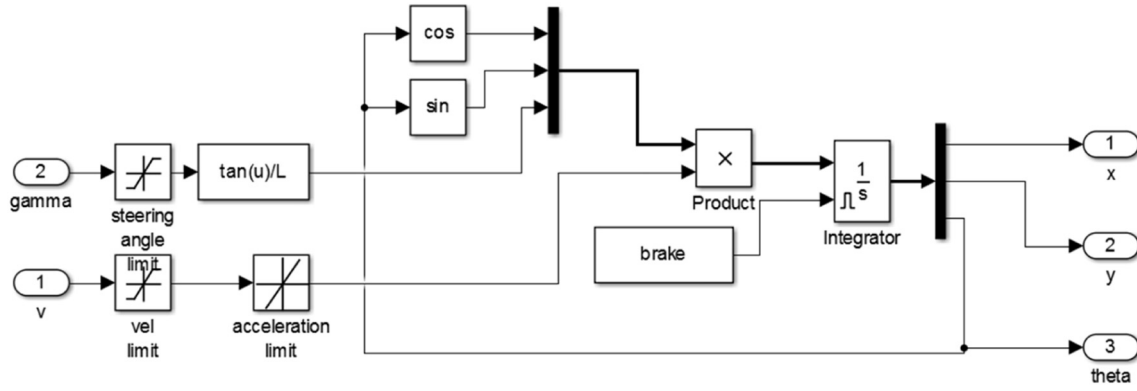 cos
sin
2
gamma
steering
angle
limit
tan(u)/L
×
Product
1
s
Integrator
brake
1
x
2
y
3
theta
1
v
vel
limit
acceleration
limit